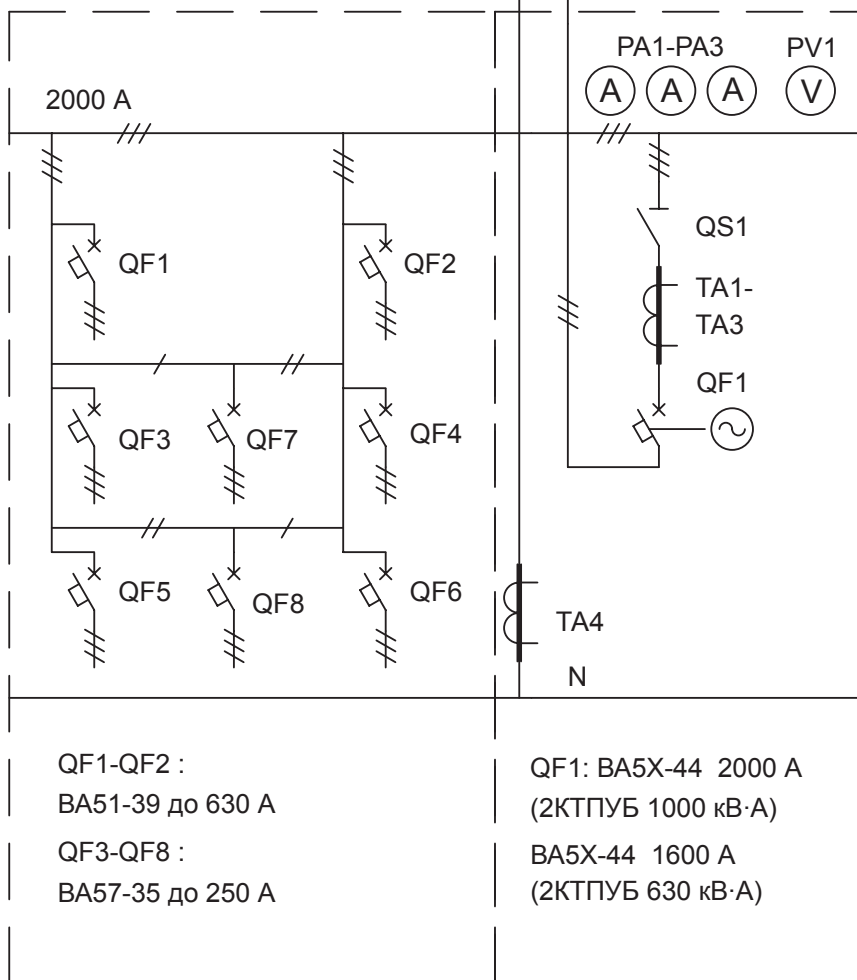 PA1-PA3 PV1
A A A V
2000 А
QS1
QF1 QF2
TA1-
TA3
QF1
QF3 QF7 QF4
QF5 QF8 QF6
TA4
N
QF1-QF2 :
ВА51-39 до 630 А
QF3-QF8 :
ВА57-35 до 250 А
QF1: ВА5Х-44 2000 А
(2КТПУБ 1000 кВ·А)
ВА5Х-44 1600 А
(2КТПУБ 630 кВ·А)